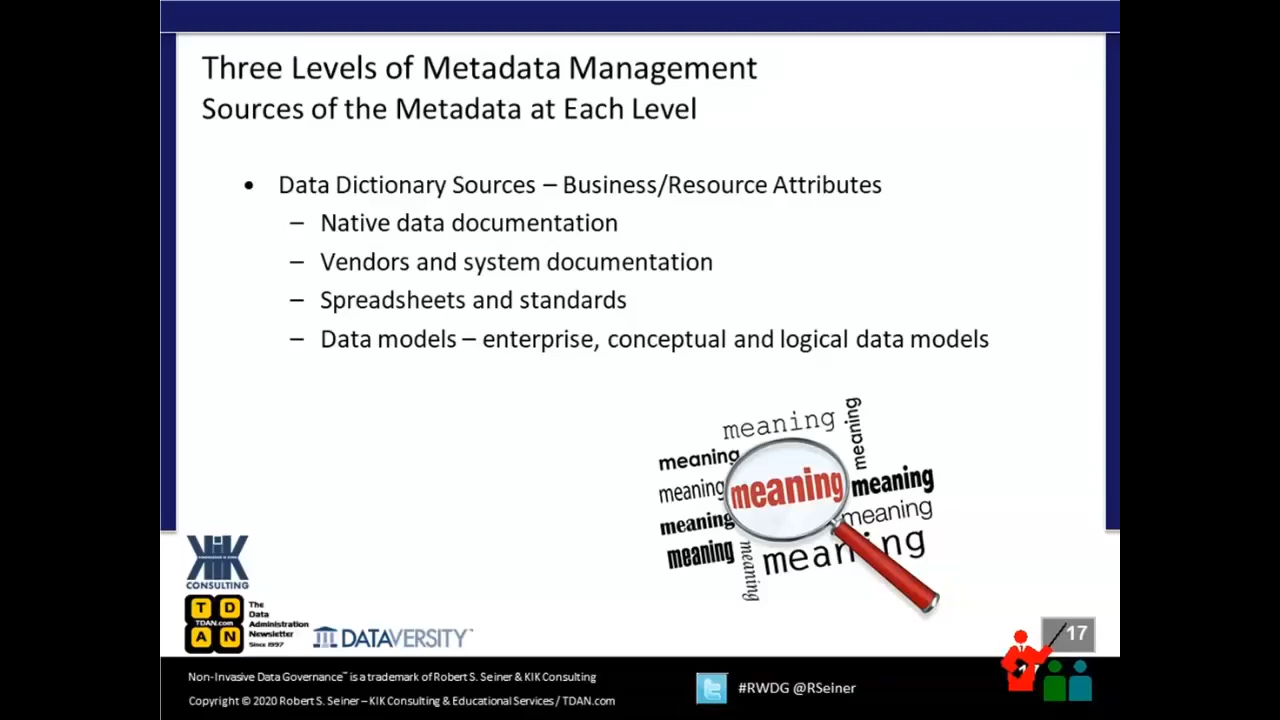 Three Levels of Metadata Management
Sources of the Metadata at Each Level
• Data Dictionary Sources – Business/Resource Attributes
– Native data documentation
– Vendors and system documentation
– Spreadsheets and standards
– Data models – enterprise, conceptual and logical data models
meaning
meaning
meaning
meaning
meaning
meaning
meaning
meaning
meaning
meaning
meaning
KIK
CONSULTING
T D
TDAN.com
A N
The
Data
Administration
Newsletter
Since 1997
DATAVERSITY
17
Non-Invasive Data Governance™ is a trademark of Robert S. Seiner & KIK Consulting
Copyright © 2020 Robert S. Seiner – KIK Consulting & Educational Services / TDAN.com
#RWDG @RSeiner